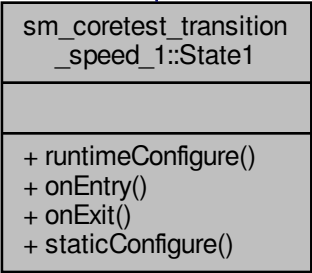 sm_coretest_transition
_speed_1::State1
+ runtimeConfigure()
+ onEntry()
+ onExit()
+ staticConfigure()